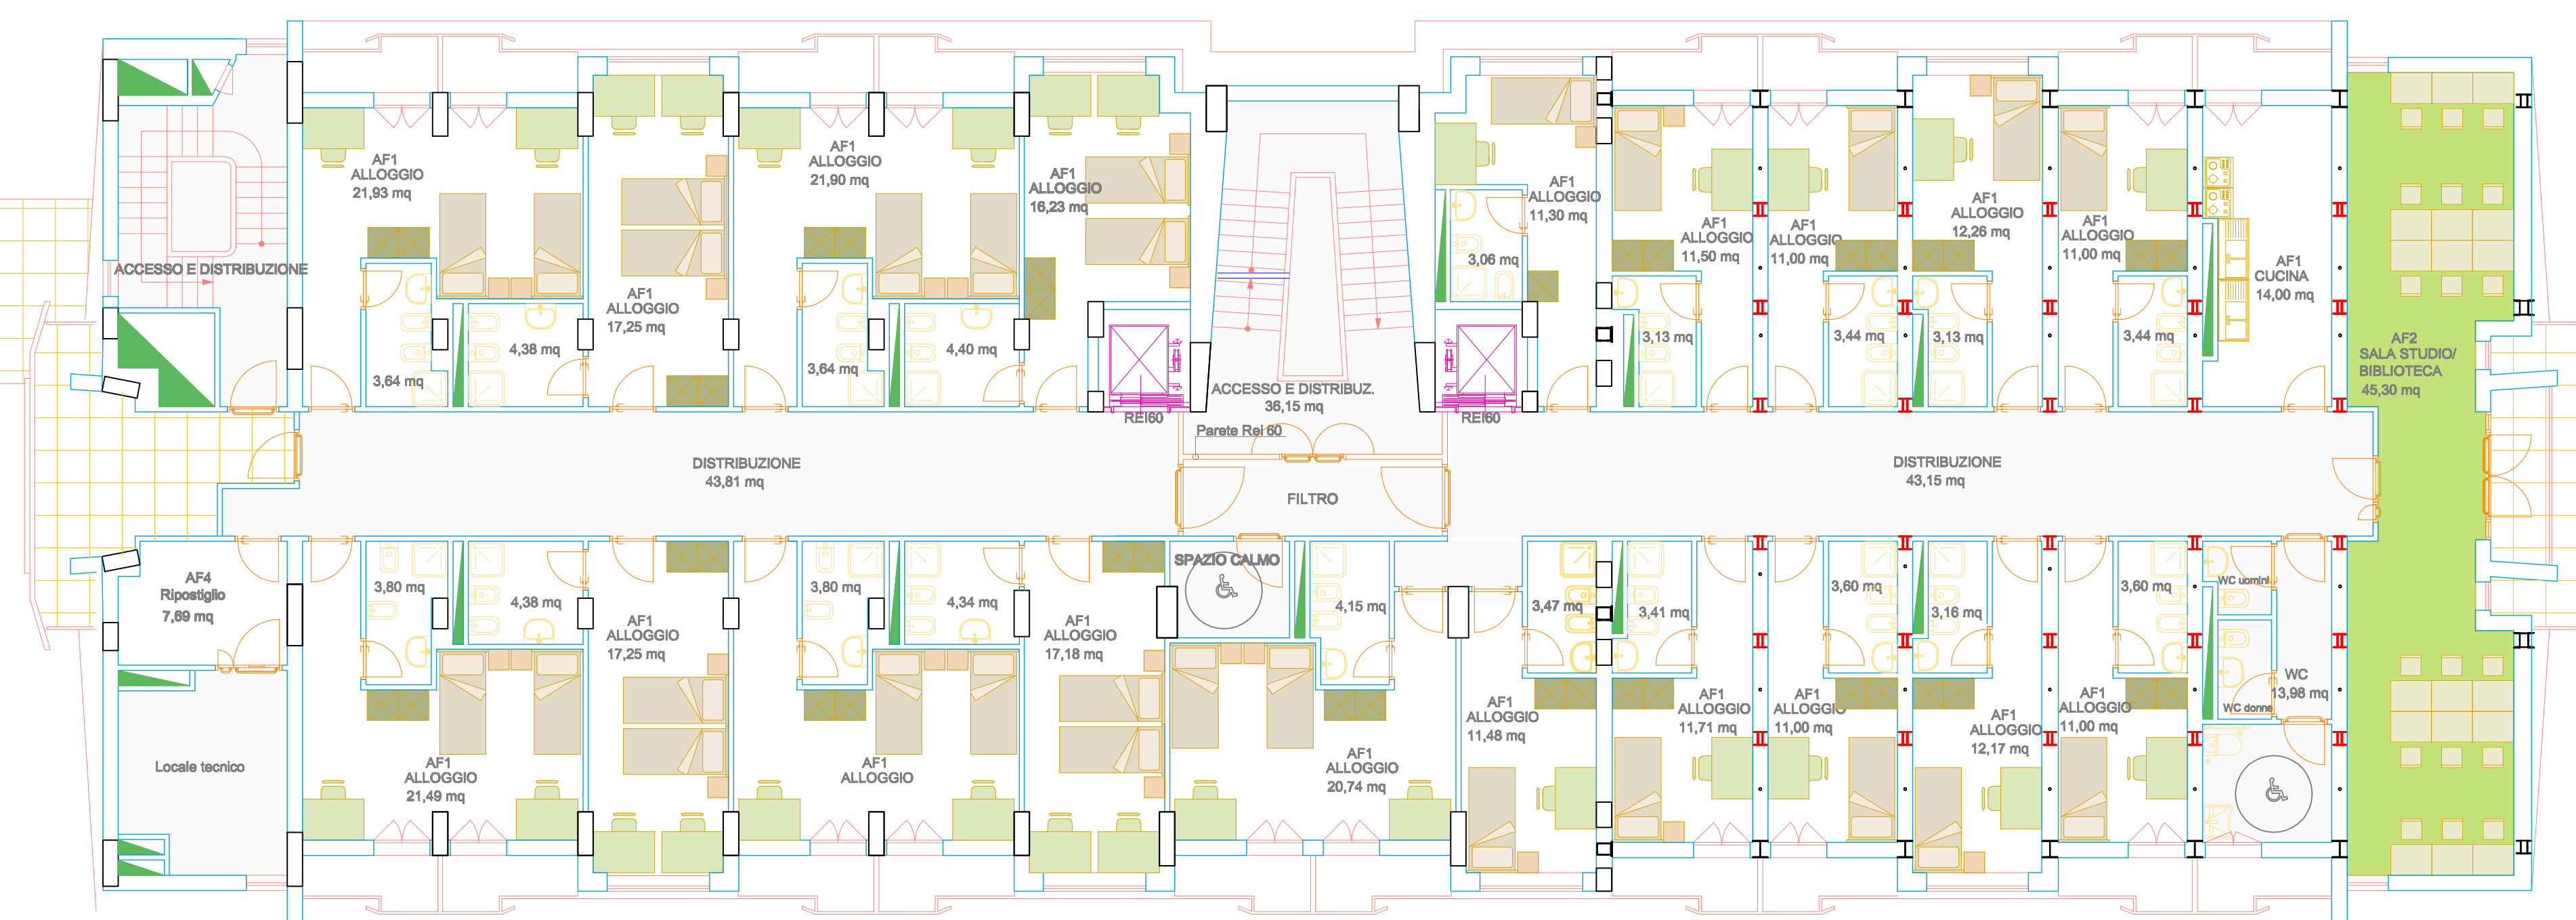 AF1
ALLOGGIO
21,93 mq
AF1
ALLOGGIO
21,90 mq
AF1
ALLOGGIO
16,23 mq
AF1
ALLOGGIO
11,30 mq
AF1
ALLOGGIO
11,50 mq
AF1
ALLOGGIO
11,00 mq
AF1
ALLOGGIO
12,26 mq
AF1
ALLOGGIO
11,00 mq
AF1
CUCINA
14,00 mq
ACCESSO E DISTRIBUZIONE
AF1
ALLOGGIO
17,25 mq
3,06 mq
3,64 mq
4,38 mq
3,64 mq
4,40 mq
3,13 mq
3,44 mq
3,13 mq
3,44 mq
AF2
SALA STUDIO/
BIBLIOTECA
45,30 mq
ACCESSO E DISTRIBUZ.
36,15 mq
REI60
REI60
Parete Rei 60
DISTRIBUZIONE
43,81 mq
FILTRO
DISTRIBUZIONE
43,15 mq
AF4
Ripostiglio
7,69 mq
3,80 mq
4,38 mq
AF1
ALLOGGIO
17,25 mq
3,80 mq
4,34 mq
AF1
ALLOGGIO
17,18 mq
SPAZIO CALMO
4,15 mq
3,47 mq
3,41 mq
3,60 mq
3,16 mq
3,60 mq
WC uomini
WC
13,98 mq
WC donne
Locale tecnico
AF1
ALLOGGIO
21,49 mq
AF1
ALLOGGIO
AF1
ALLOGGIO
20,74 mq
AF1
ALLOGGIO
11,48 mq
AF1
ALLOGGIO
11,71 mq
AF1
ALLOGGIO
11,00 mq
AF1
ALLOGGIO
12,17 mq
AF1
ALLOGGIO
11,00 mq